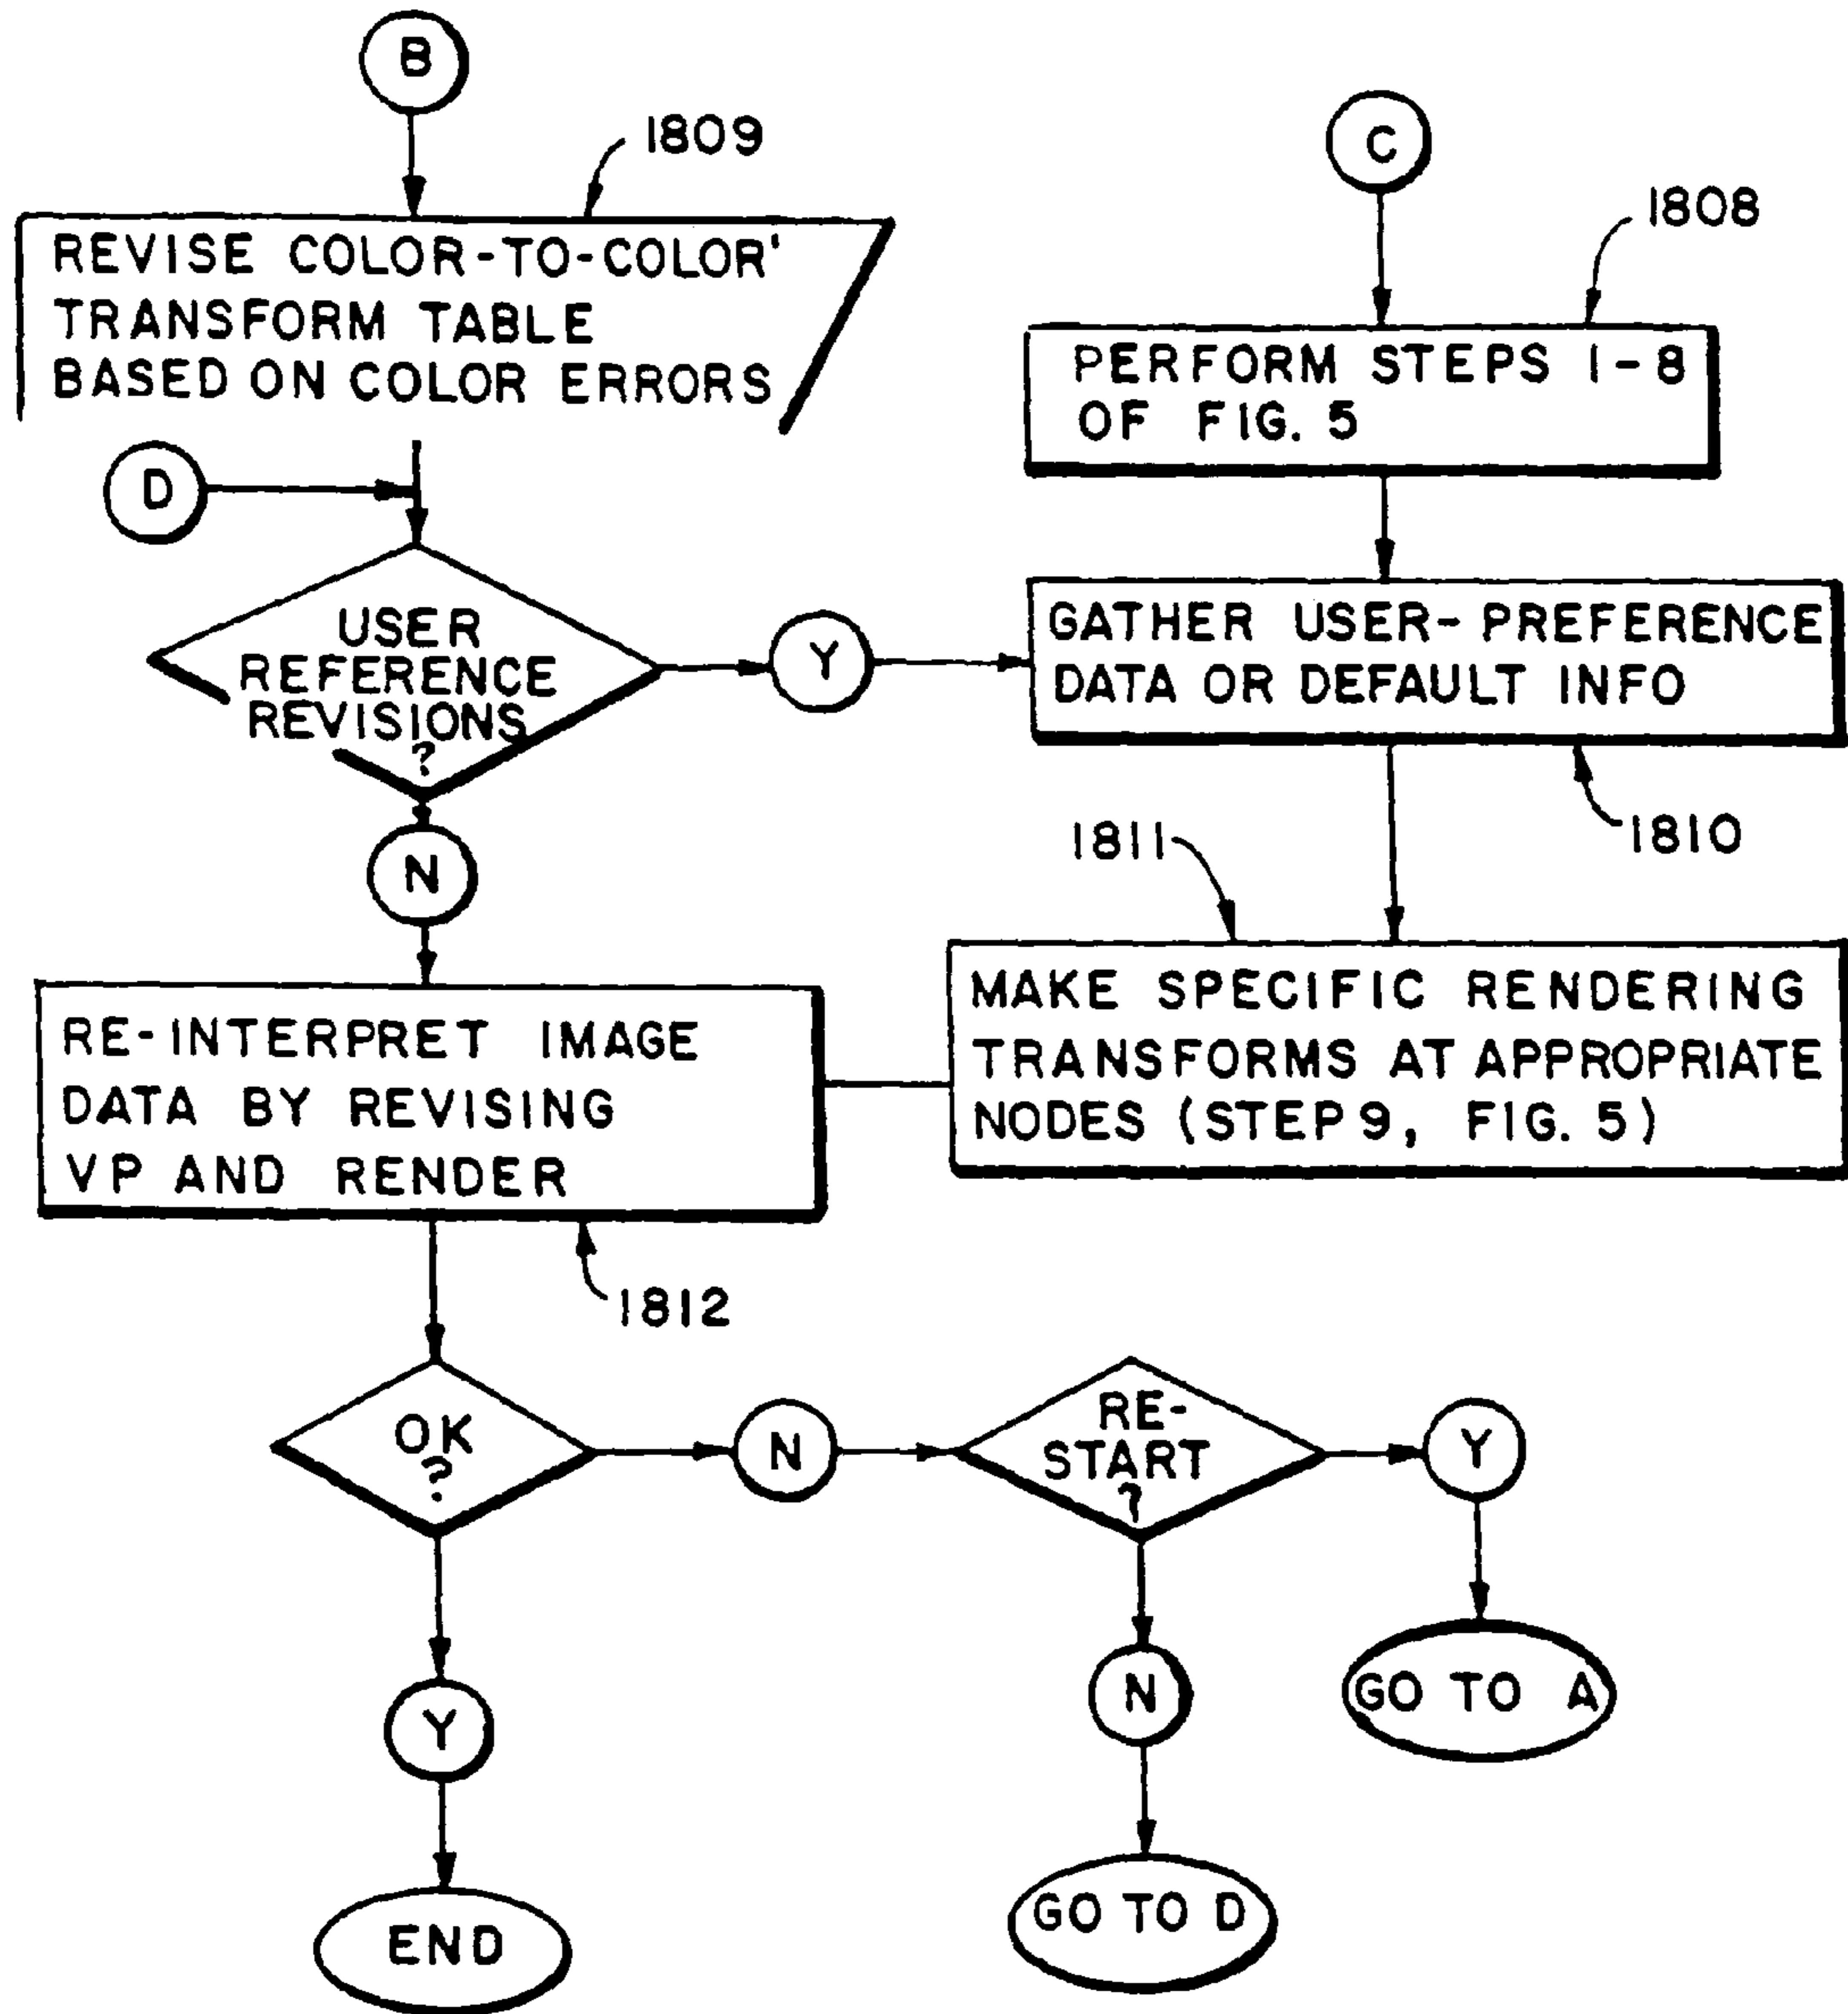 B
1809
REVISE COLOR-TO-COLOR'
TRANSFORM TABLE
BASED ON COLOR ERRORS
C
1808
PERFORM STEPS 1-8
OF FIG. 5
D
USER
REFERENCE
REVISIONS
?
Y
GATHER USER-PREFERENCE
DATA OR DEFAULT INFO
1810
N
1811
RE-INTERPRET IMAGE
DATA BY REVISING
VP AND RENDER
MAKE SPECIFIC RENDERING
TRANSFORMS AT APPROPRIATE
NODES (STEP 9, FIG. 5)
1812
OK
?
N
RE-
START
?
Y
Y
N
GO TO A
END
GO TO D